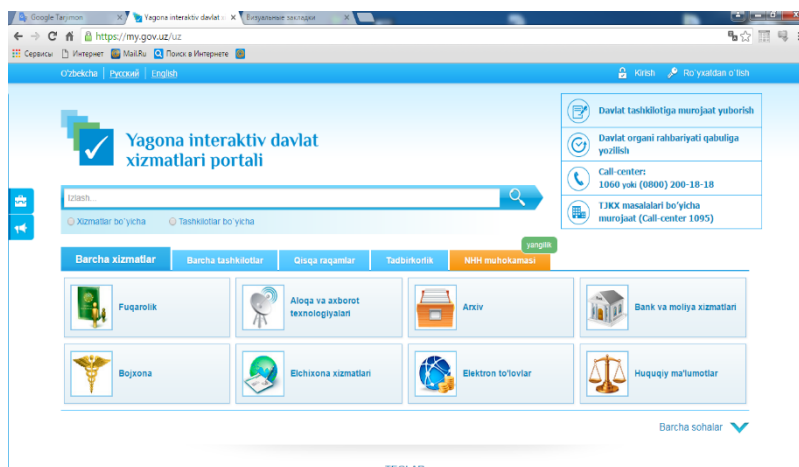 Google Tarjimon
Yagona interaktiv davlat
Визуальные закладки
https://my.gov.uz/uz
Сервисы
Интернет
Mail.Ru
Поиск в Интернете
O'zbekcha | Русский | English
Kirish
Ro'yxatdan o'tish
Yagona interaktiv davlat
xizmatlari portali
Davlat tashkilotiga murojaat yuborish
Davlat organi rahbariyati qabuliga
yozilish
Call-center:
1060 yoki (0800) 200-18-18
TJKX masalalari bo'yicha
murojaat (Call-center 1095)
Izlash...
Xizmatlar bo'yicha
Tashkilotlar bo'yicha
yangilik
Barcha xizmatlar
Barcha tashkilotlar
Qisqa raqamlar
Tadbirkorlik
NHH muhokamasi
Fuqarolik
Aloqa va axborot
texnologiyalari
Arxiv
Bank va moliya xizmatlari
Bojxona
Elchixona xizmatlari
Elektron to'lovlar
Huquqiy ma'lumotlar
Barcha sohalar